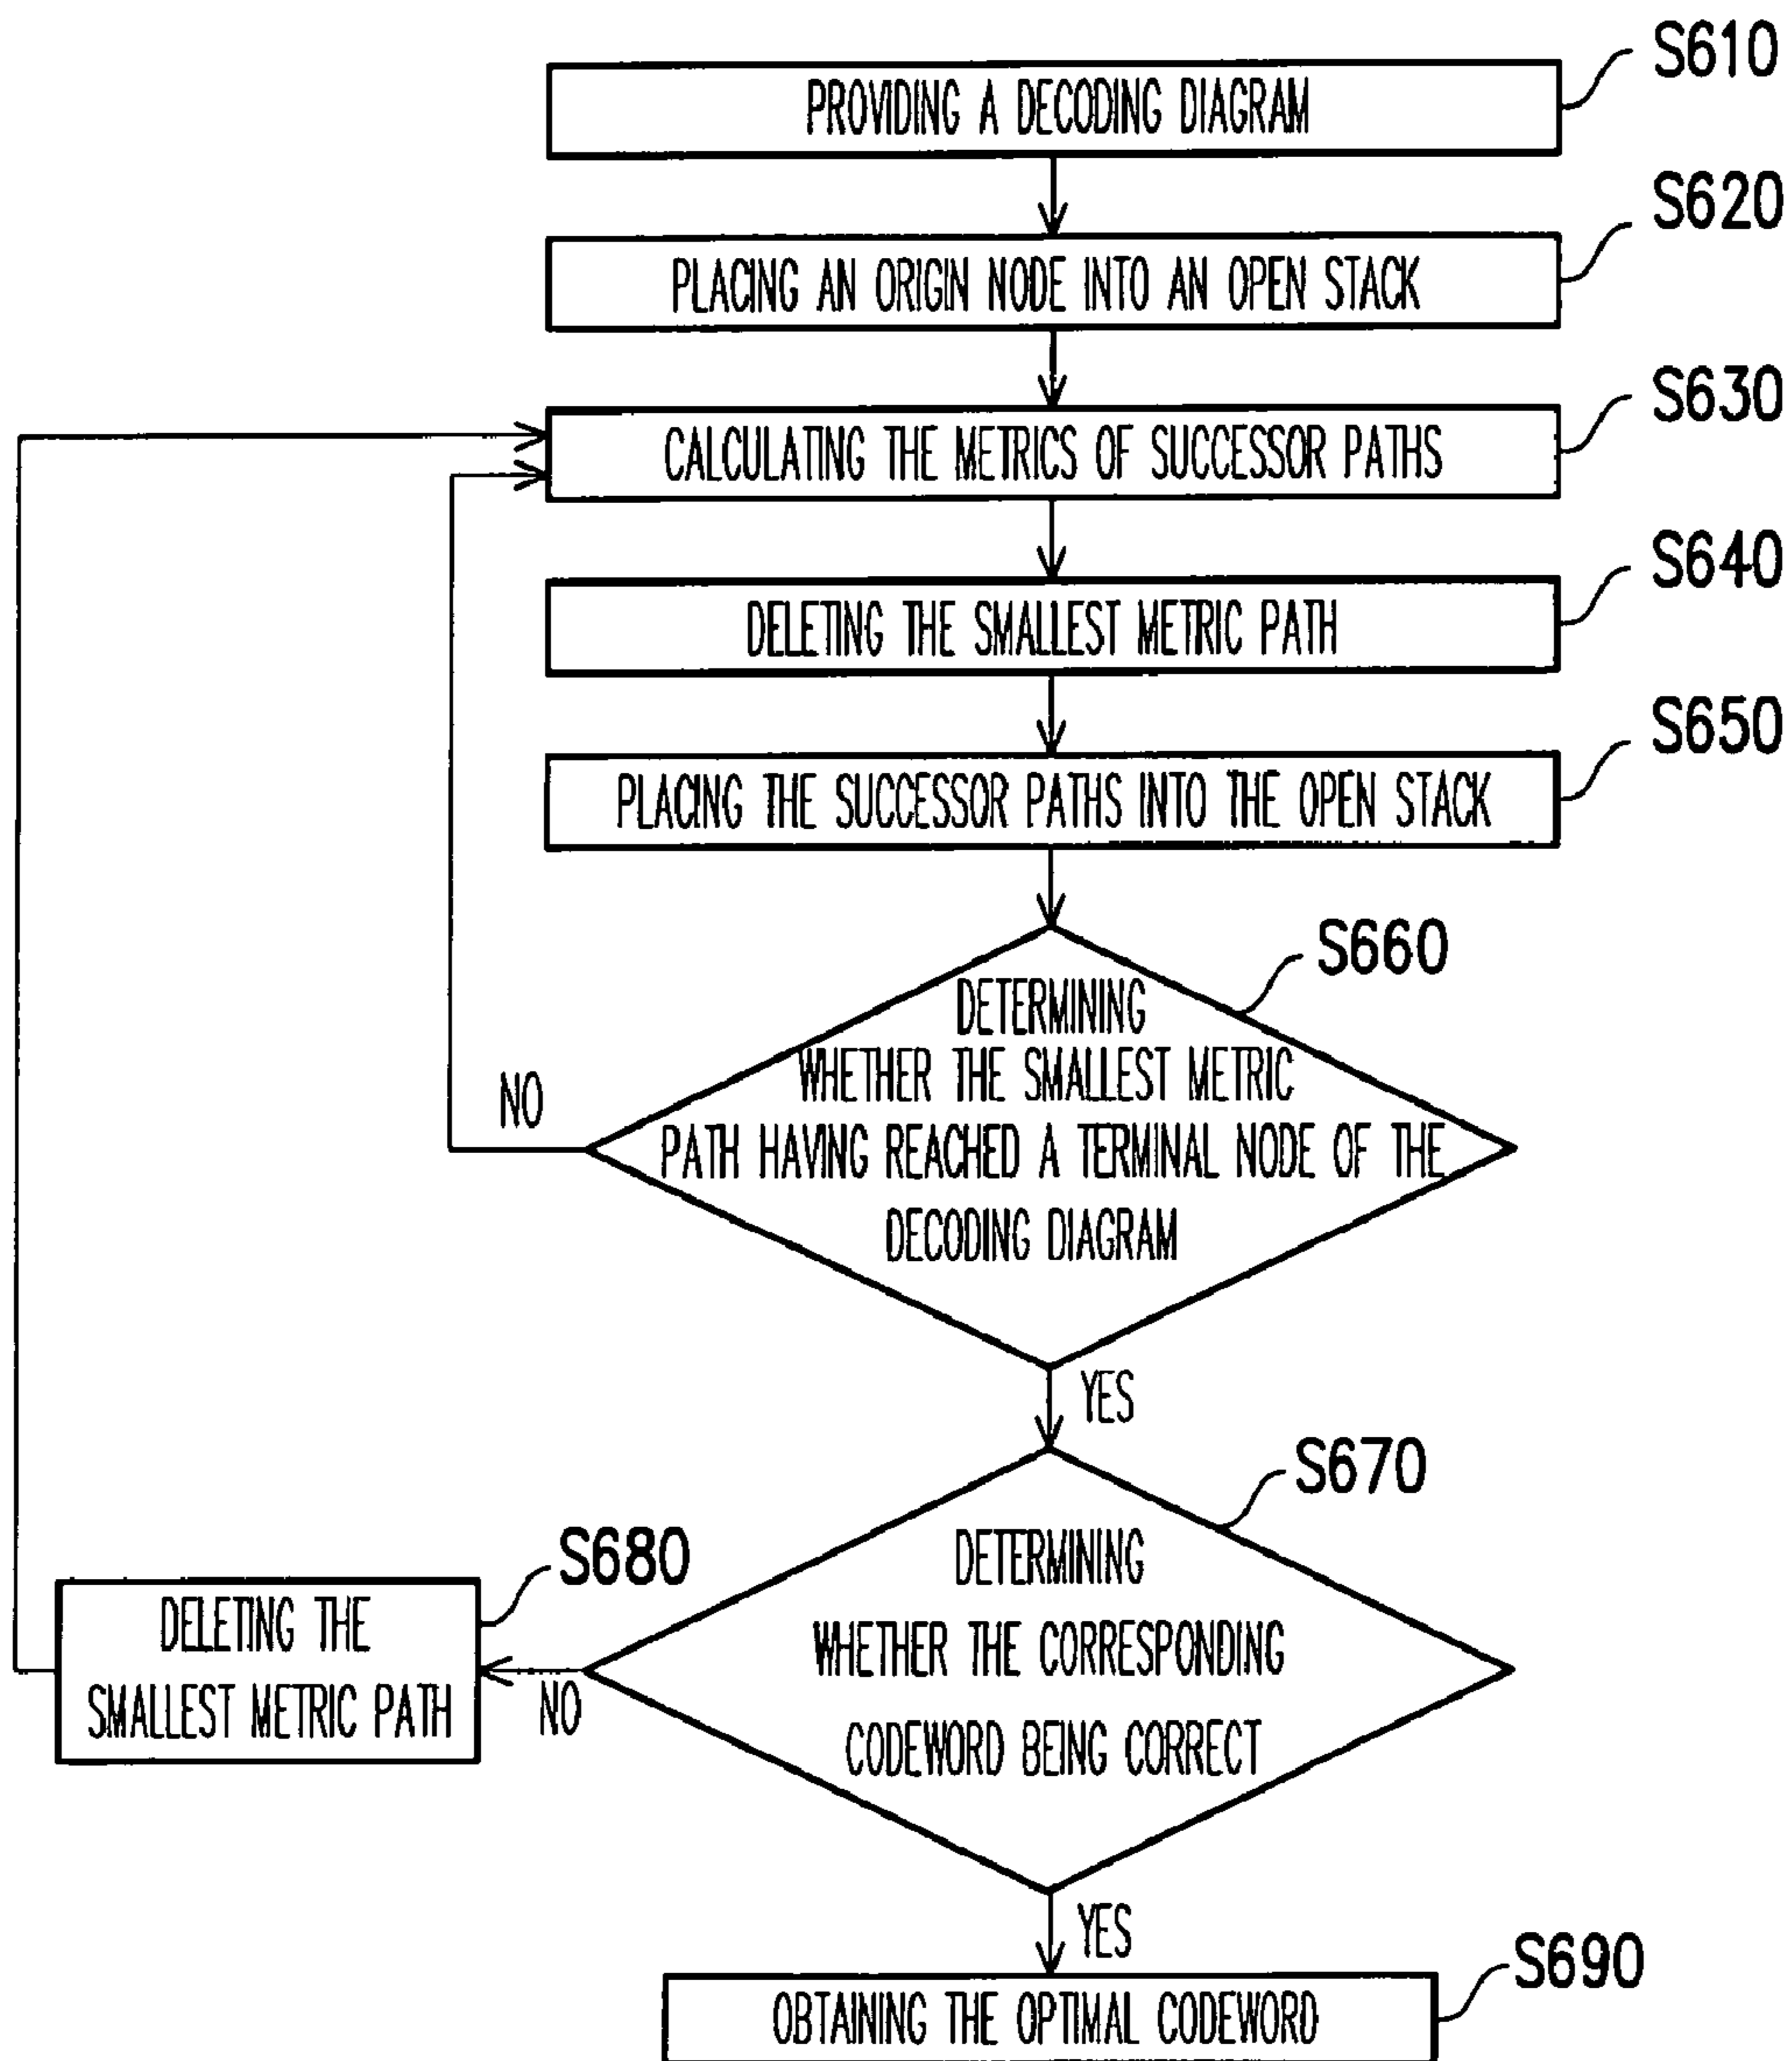 S610
PROVIDING A DECODING DIAGRAM
S620
PLACING AN ORIGIN NODE INTO AN OPEN STACK
S630
CALCULATING THE METRICS OF SUCCESSOR PATHS
S640
DELETING THE SMALLEST METRIC PATH
S650
PLACING THE SUCCESSOR PATHS INTO THE OPEN STACK
S660
DETERMINING
WHETHER THE SMALLEST METRIC
PATH HAVING REACHED A TERMINAL NODE OF THE
DECODING DIAGRAM
NO
YES
S670
DETERMINING
WHETHER THE CORRESPONDING
CODEWORD BEING CORRECT
NO
S680
DELETING THE
SMALLEST METRIC PATH
YES
S690
OBTAINING THE OPTIMAL CODEWORD